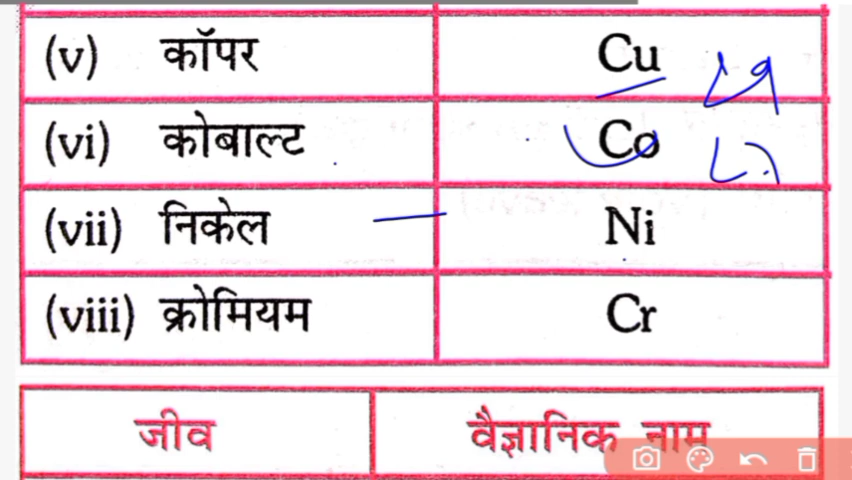 (v) कॉपर Cu
(vi) कोबाल्ट Co
(vii) निकेल Ni
(viii) क्रोमियम Cr
जीव वैज्ञानिक नाम